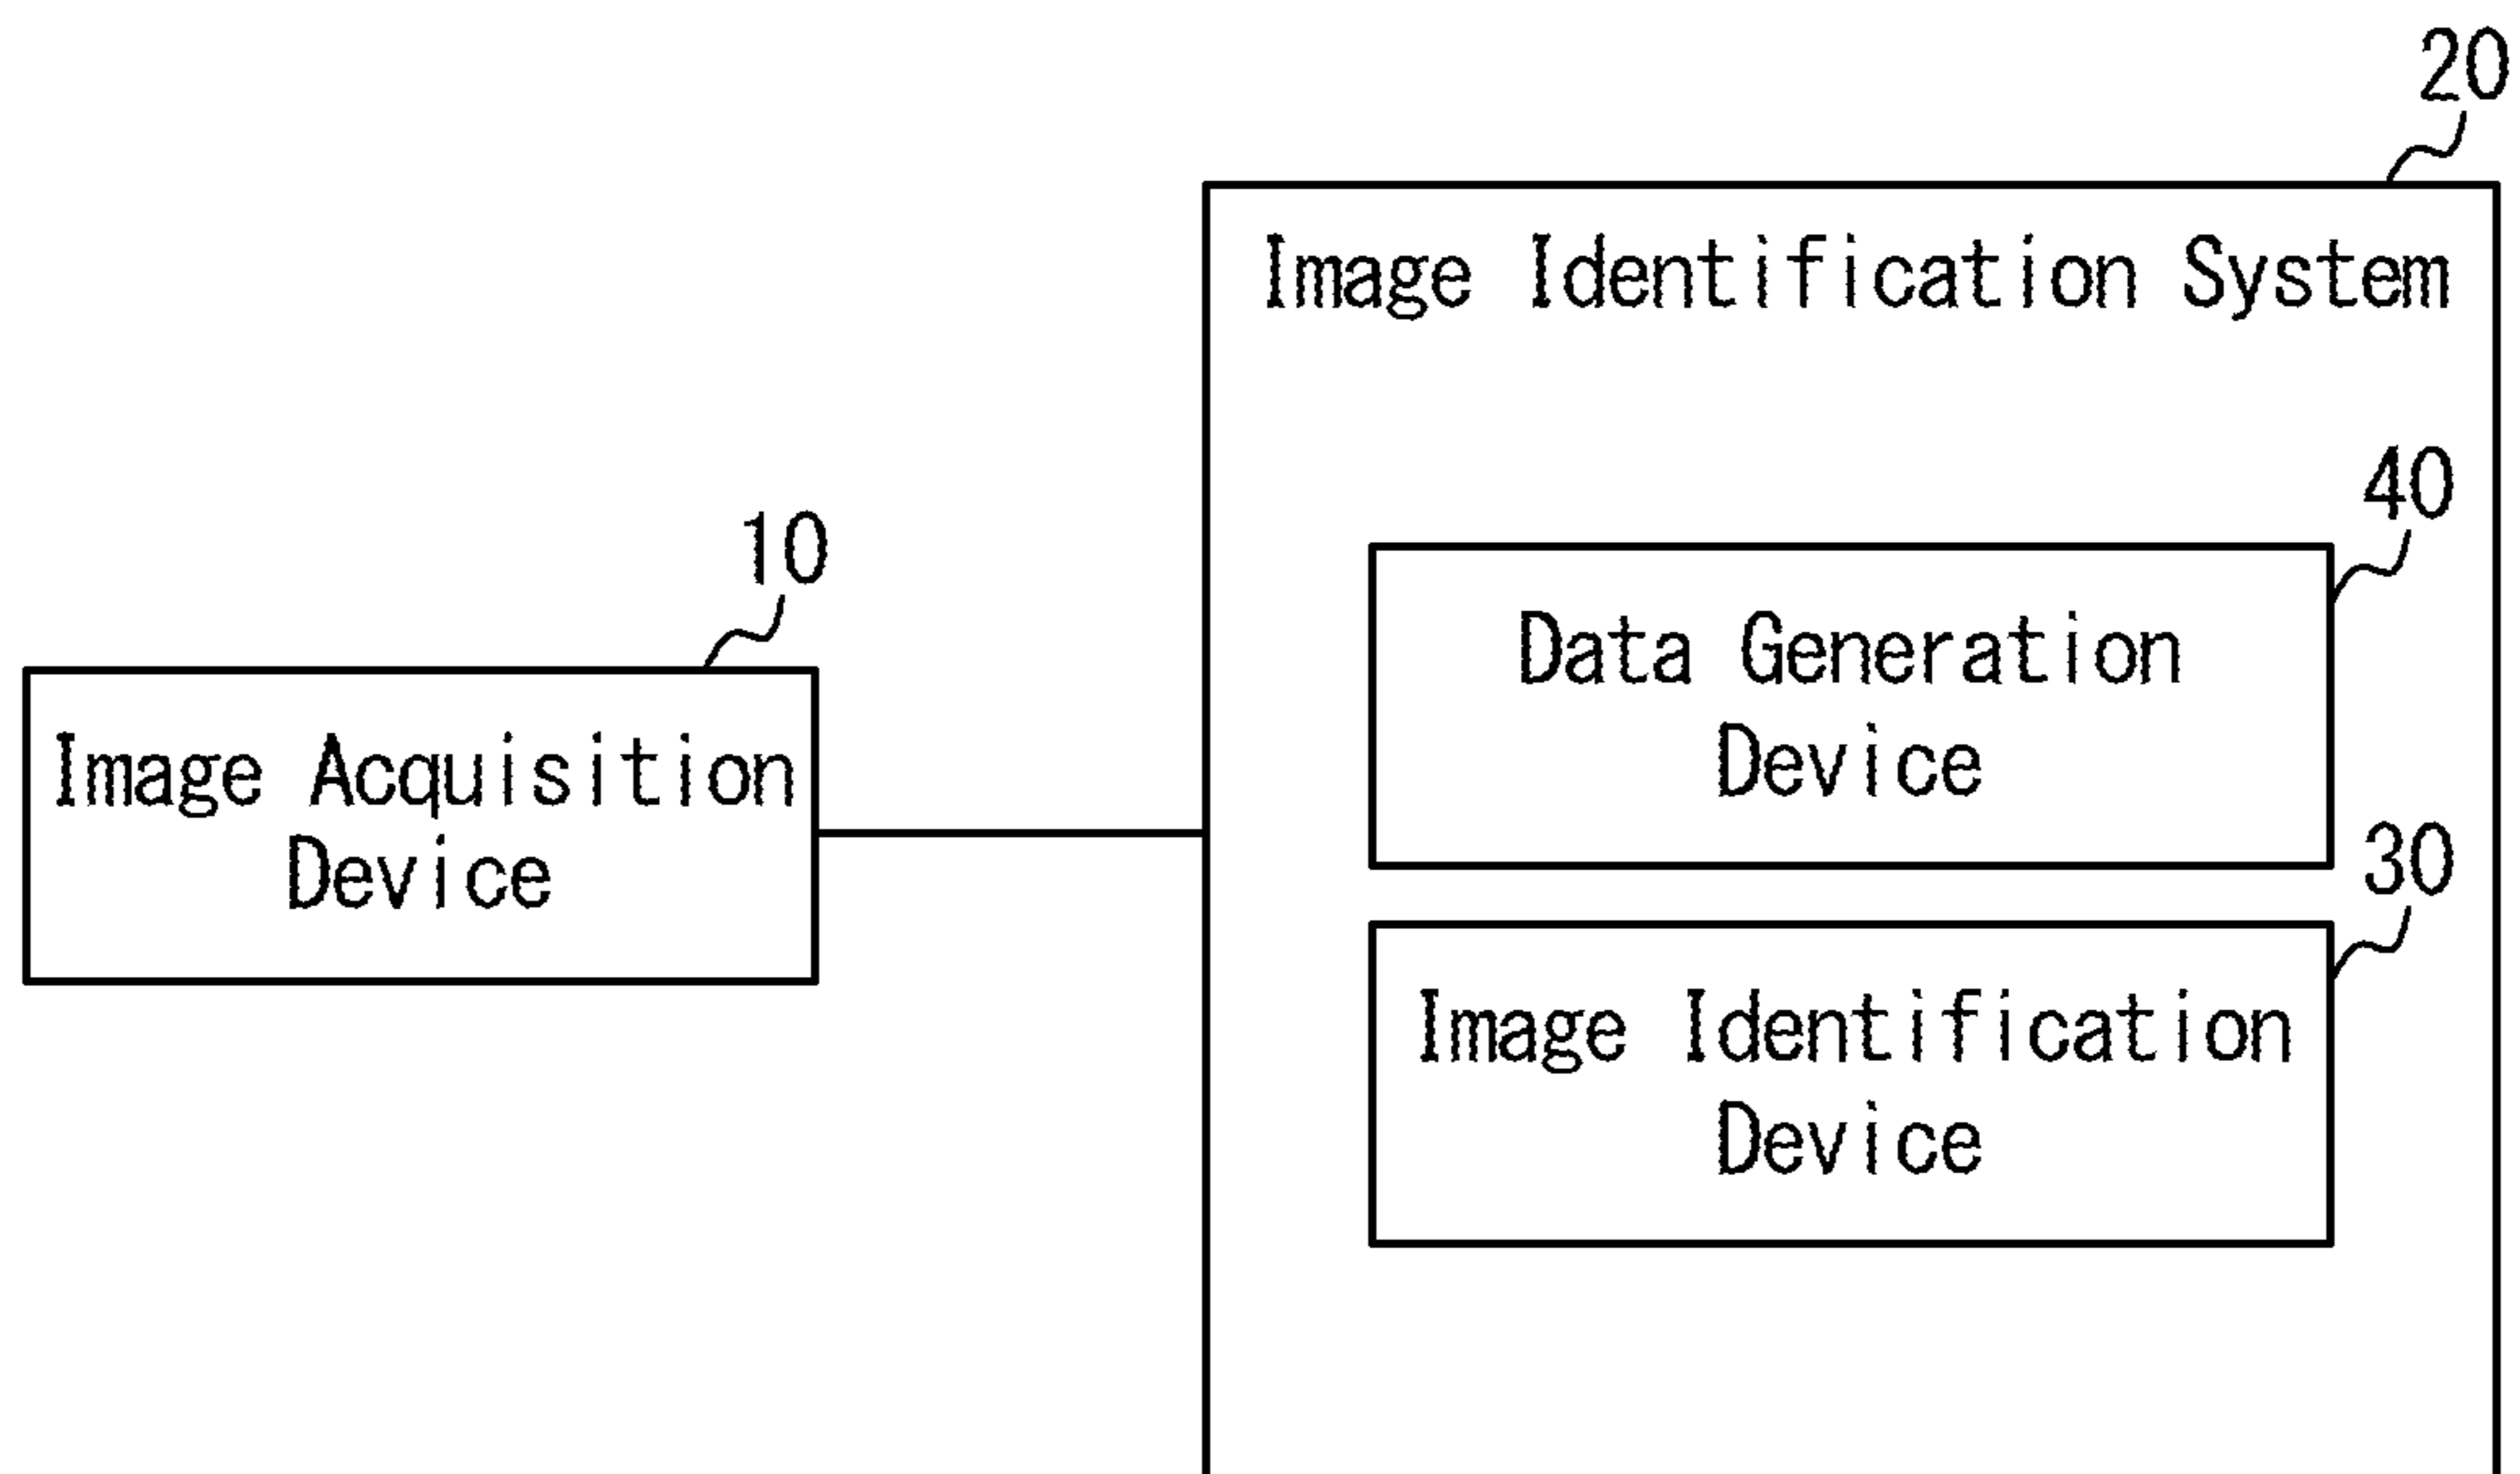 20
Image Identification System
40
10
Data Generation
Device
Image Acquisition
Device
30
Image Identification
Device